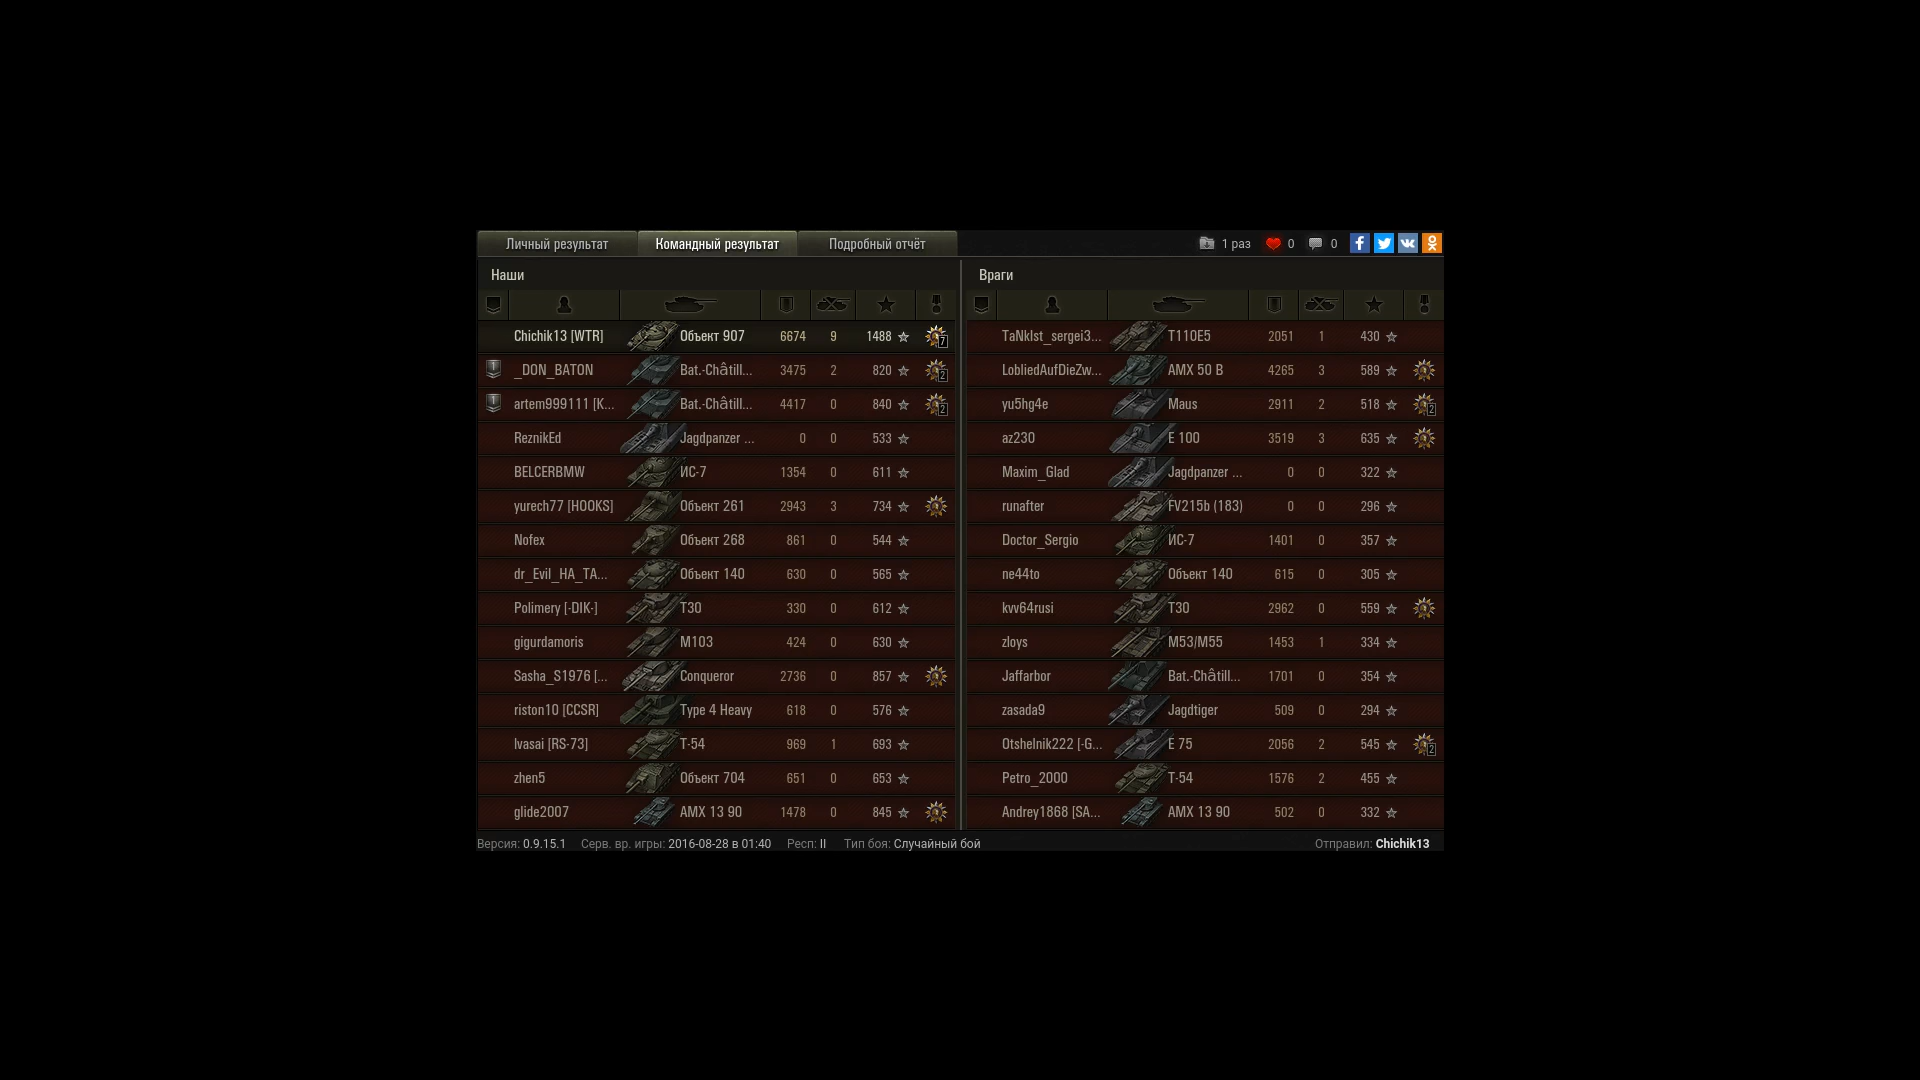 Личный результат Командный результат Подробный отчёт 1 раз 0 0
Наши Враги
Chichik13 [WTR] Объект 907 6674 9 1488 7 TaNkIst_sergei3... T110E5 2051 1 430
1 _DON_BATON Bat.-Châtill... 3475 2 820 2 LobliedAufDieZw... AMX 50 B 4265 3 589
1 artem999111 [K... Bat.-Châtill... 4417 0 840 2 yu5hg4e Maus 2911 2 518 2
ReznikEd Jagdpanzer ... 0 0 533 az230 E 100 3519 3 635
BELCERBMW ИС-7 1354 0 611 Maxim_Glad Jagdpanzer ... 0 0 322
yurech77 [HOOKS] Объект 261 2943 3 734 runafter FV215b (183) 0 0 296
Nofex Объект 268 861 0 544 Doctor_Sergio ИС-7 1401 0 357
dr_Evil_HA_TA... Объект 140 630 0 565 ne44to Объект 140 615 0 305
Polimery [-DIK-] T30 330 0 612 kvv64rusi T30 2962 0 559
gigurdamoris M103 424 0 630 zloys M53/M55 1453 1 334
Sasha_S1976 [... Conqueror 2736 0 857 Jaffarbor Bat.-Châtill... 1701 0 354
riston10 [CCSR] Type 4 Heavy 618 0 576 zasada9 Jagdtiger 509 0 294
Ivasai [RS-73] Т-54 969 1 693 Otshelnik222 [-G... E 75 2056 2 545 2
zhen5 Объект 704 651 0 653 Petro_2000 Т-54 1576 2 455
glide2007 AMX 13 90 1478 0 845 Andrey1868 [SA... AMX 13 90 502 0 332
Версия: 0.9.15.1 Серв. вр. игры: 2016-08-28 в 01:40 Респ: II Тип боя: Случайный бой Отправил: Chichik13